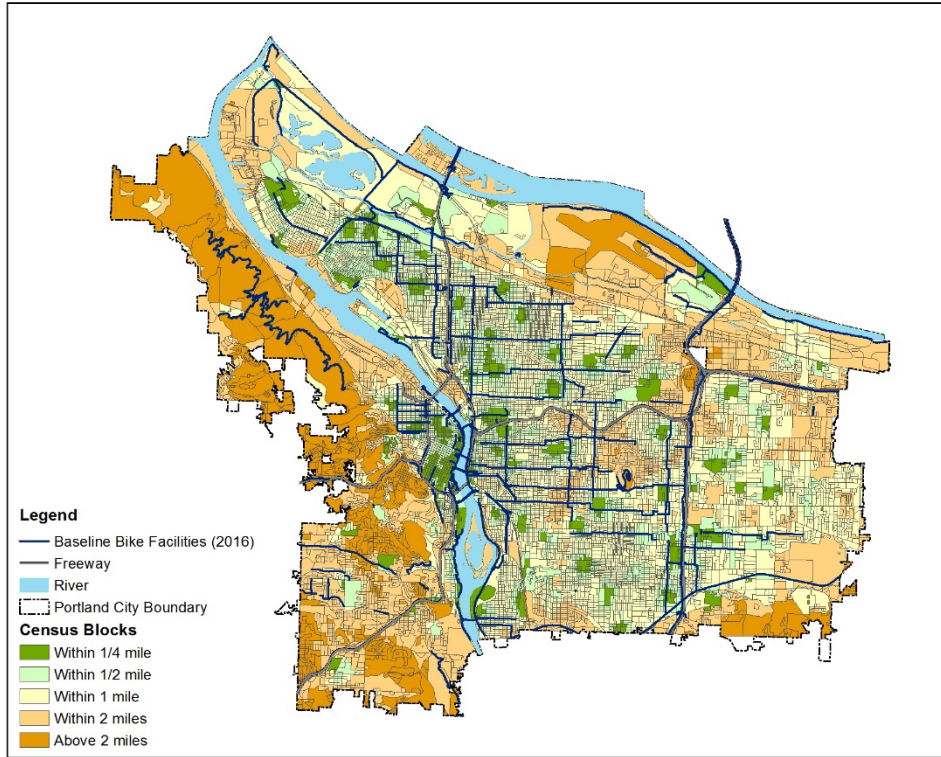 Legend
Baseline Bike Facilities (2016)
Freeway
River
Portland City Boundary
Census Blocks
Within 1/4 mile
Within 1/2 mile
Within 1 mile
Within 2 miles
Above 2 miles